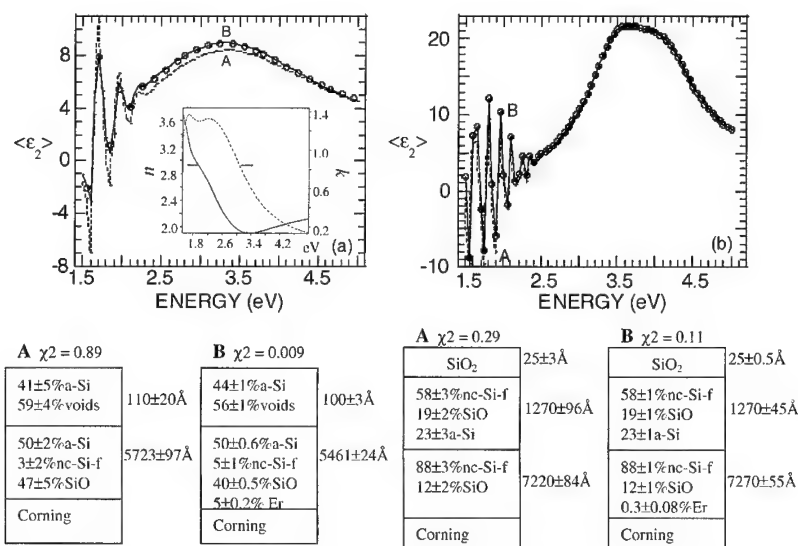 8
4
0
-4
-8
<ε2>
B
A
3.6
3.2
2.8
2.4
2.0
n
1.4
1.0
0.6
0.2
k
1.8 2.6 3.4 4.2
eV
(a)
1.5 2.5 3.5 4.5
ENERGY (eV)
20
10
0
-10
<ε2>
B
A
(b)
1.5 2.5 3.5 4.5
ENERGY (eV)
A χ2 = 0.89
41±5%a-Si
59±4%voids
110±20Å
50±2%a-Si
3±2%nc-Si-f
47±5%SiO
5723±97Å
Corning
B χ2 = 0.009
44±1%a-Si
56±1%voids
100±3Å
50±0.6%a-Si
5±1%nc-Si-f
40±0.5%SiO
5±0.2% Er
5461±24Å
Corning
A χ2 = 0.29
SiO2
25±3Å
58±3%nc-Si-f
19±2%SiO
23±3a-Si
1270±96Å
88±3%nc-Si-f
12±2%SiO
7220±84Å
Corning
B χ2 = 0.11
SiO2
25±0.5Å
58±1%nc-Si-f
19±1%SiO
23±1a-Si
1270±45Å
88±1%nc-Si-f
12±1%SiO
0.3±0.08%Er
7270±55Å
Corning